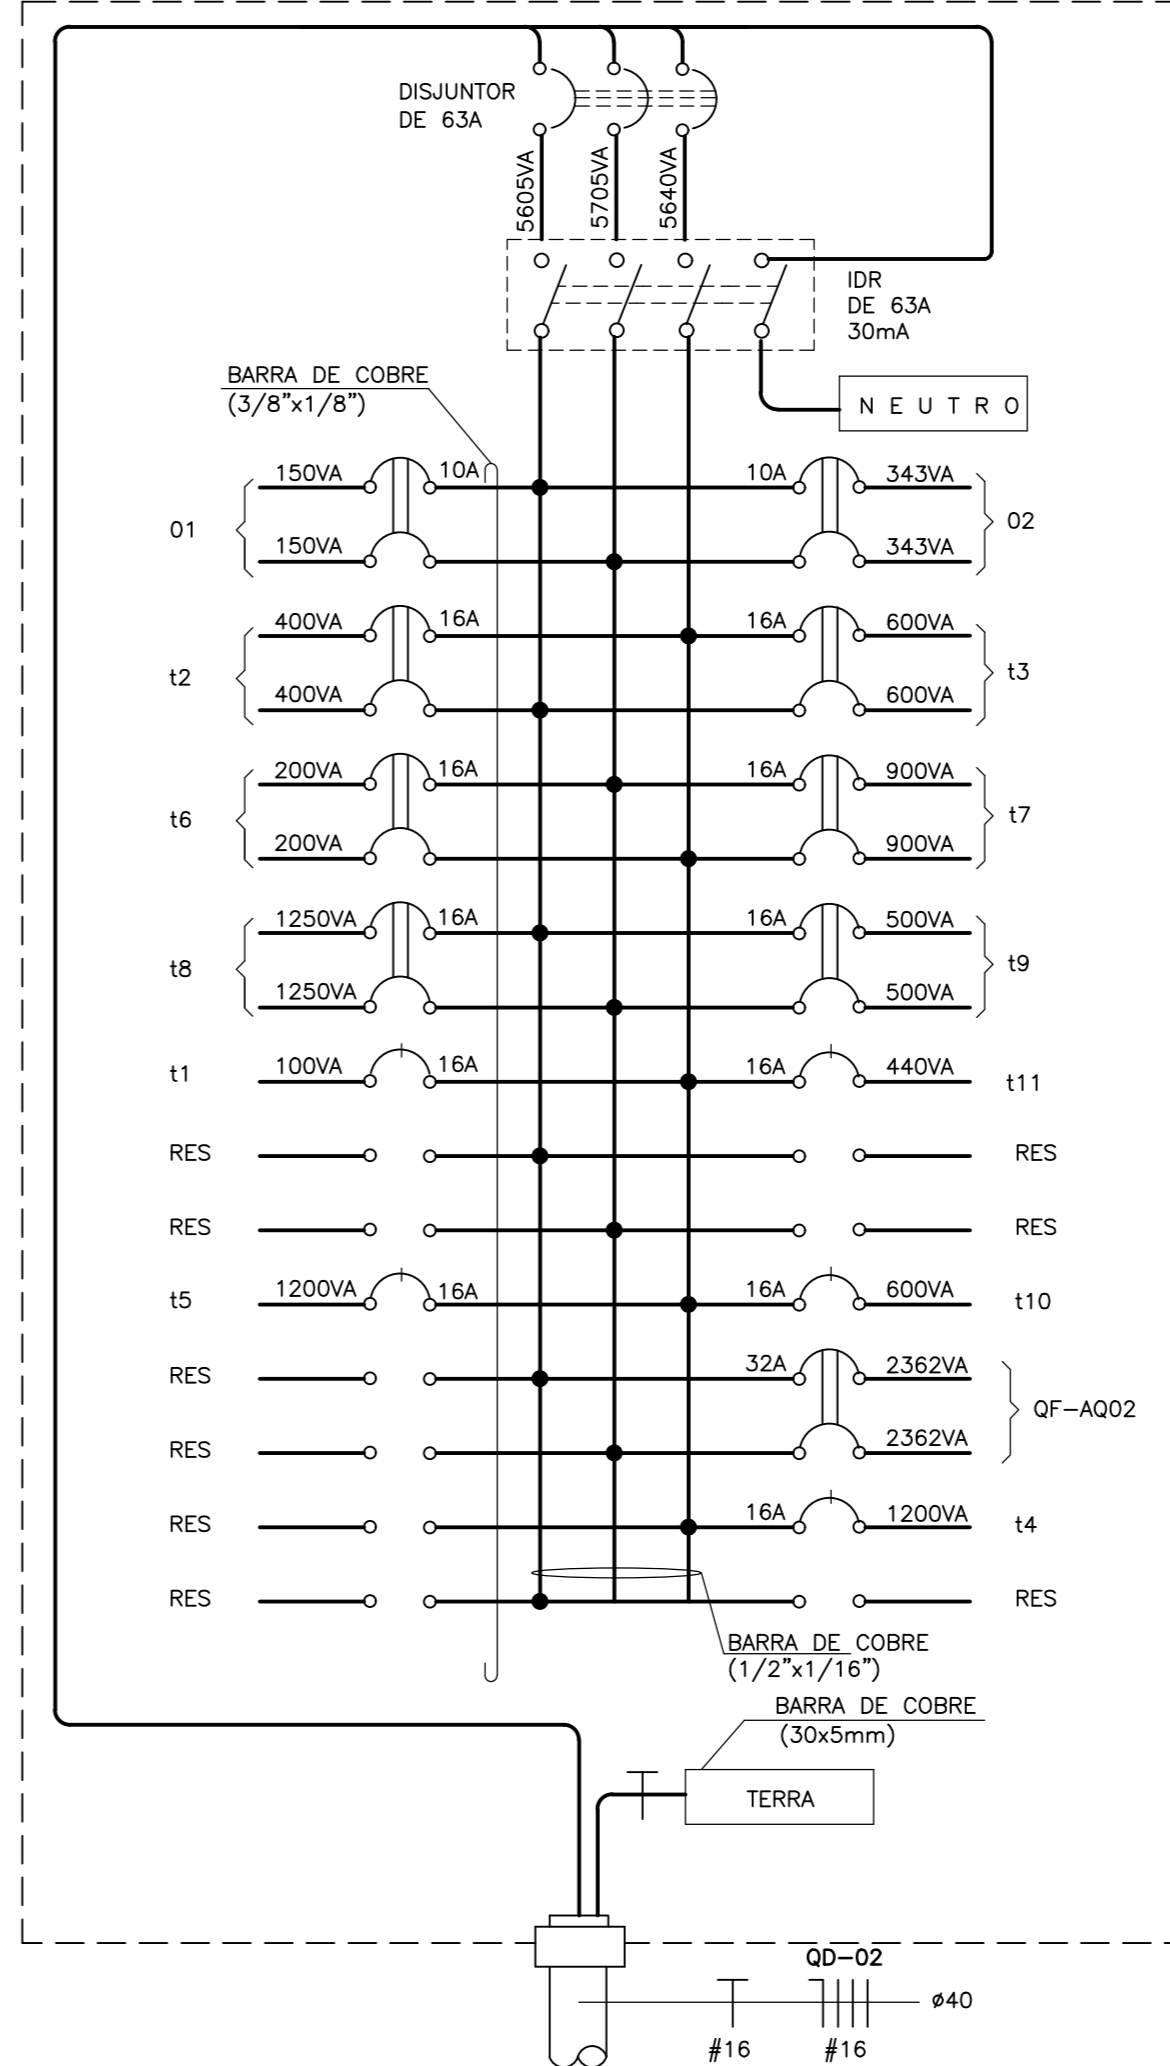 DISJUNTOR
DE 63A
5605VA
5705VA
5640VA
IDR
DE 63A
30mA
NEUTRO
BARRA DE COBRE
(3/8"x1/8")
150VA 10A 10A 343VA
01 02
150VA 343VA
400VA 16A 16A 600VA
t2 t3
400VA 600VA
200VA 16A 16A 900VA
t6 t7
200VA 900VA
1250VA 16A 16A 500VA
t8 t9
1250VA 500VA
t1 100VA 16A 16A 440VA t11
RES RES
RES RES
t5 1200VA 16A 16A 600VA t10
RES 32A 2362VA
QF-AQ02
RES 2362VA
RES 16A 1200VA t4
RES RES
BARRA DE COBRE
(1/2"x1/16")
BARRA DE COBRE
(30x5mm)
TERRA
QD-02
ø40
#16 #16